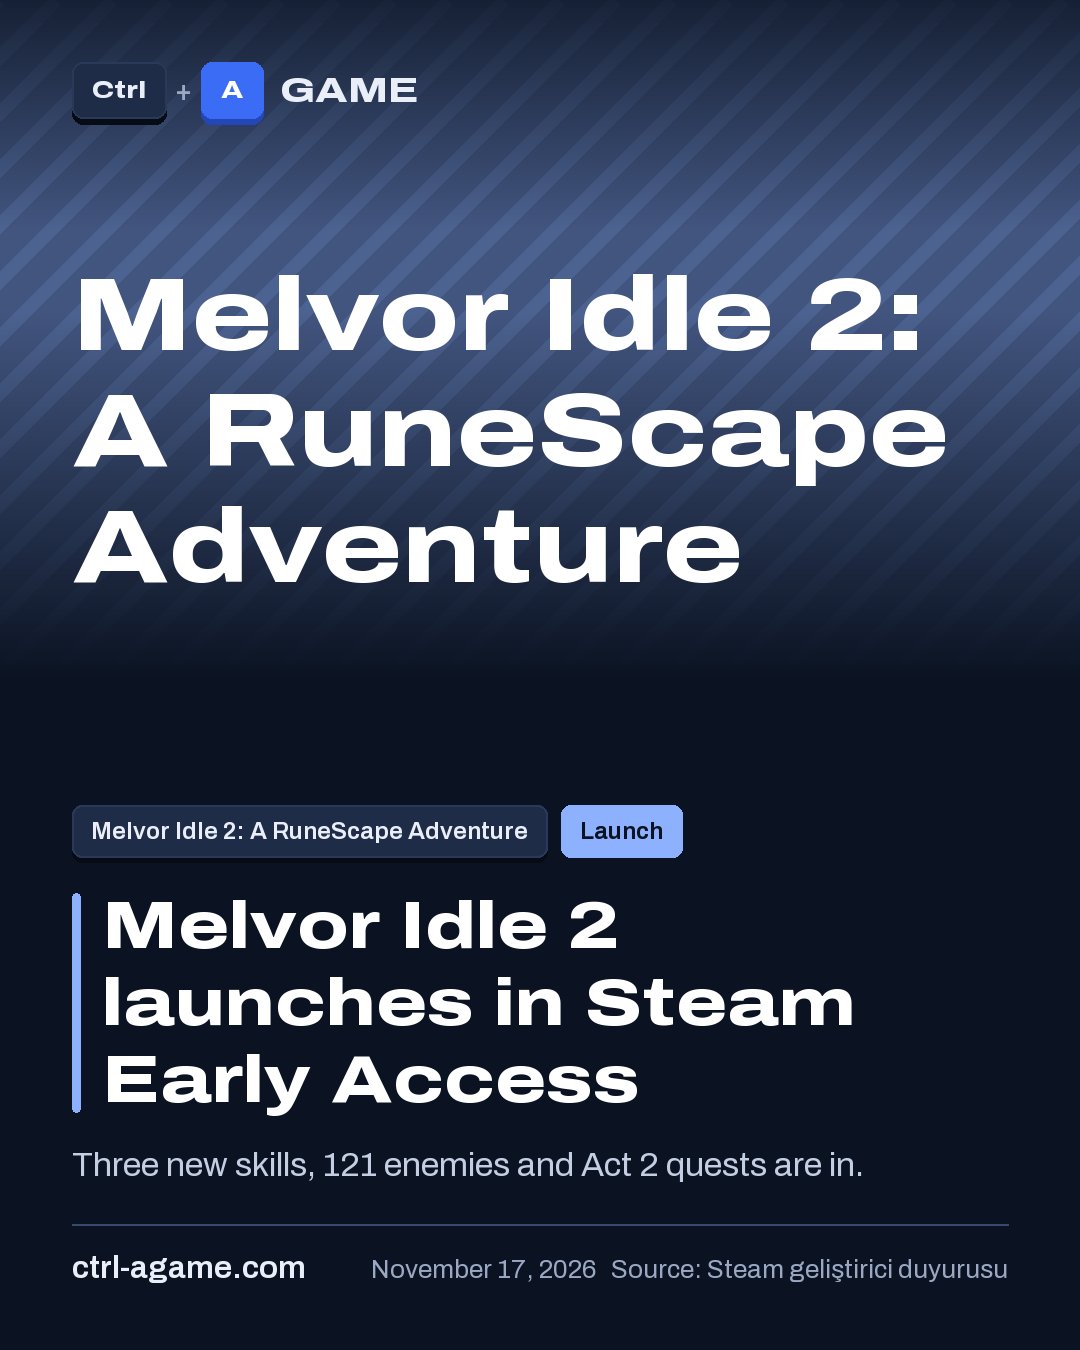 Ctrl + A GAME
Melvor Idle 2:
A RuneScape
Adventure
Melvor Idle 2: A RuneScape Adventure Launch
Melvor Idle 2
launches in Steam
Early Access
Three new skills, 121 enemies and Act 2 quests are in.
ctrl-agame.com November 17, 2026 Source: Steam geliştirici duyurusu